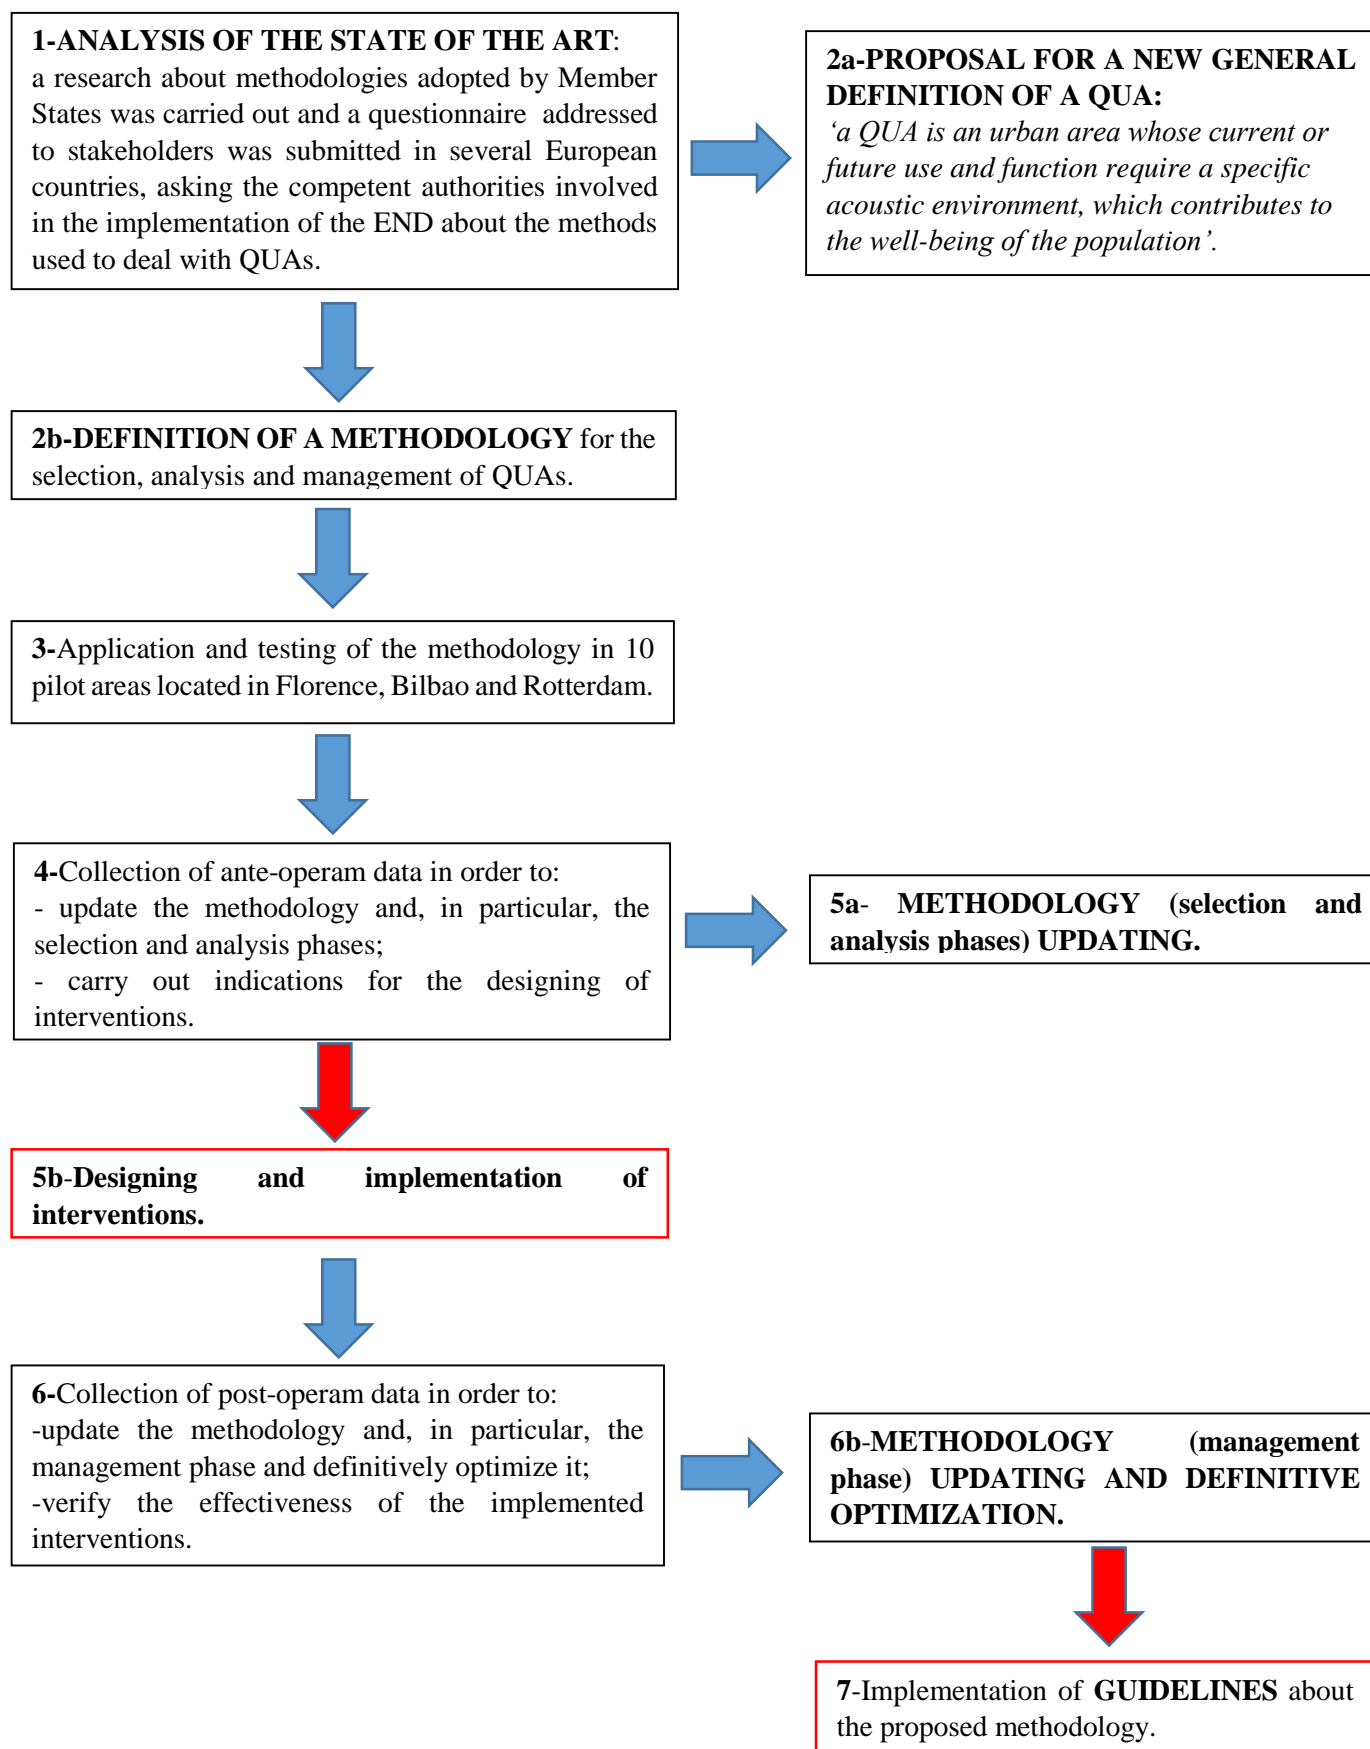 1-ANALYSIS OF THE STATE OF THE ART:
a research about methodologies adopted by Member
States was carried out and a questionnaire addressed
to stakeholders was submitted in several European
countries, asking the competent authorities involved
in the implementation of the END about the methods
used to deal with QUAs.
2a-PROPOSAL FOR A NEW GENERAL
DEFINITION OF A QUA:
‘a QUA is an urban area whose current or
future use and function require a specific
acoustic environment, which contributes to
the well-being of the population’.
2b-DEFINITION OF A METHODOLOGY for the
selection, analysis and management of QUAs.
3-Application and testing of the methodology in 10
pilot areas located in Florence, Bilbao and Rotterdam.
4-Collection of ante-operam data in order to:
- update the methodology and, in particular, the
selection and analysis phases;
- carry out indications for the designing of
interventions.
5a- METHODOLOGY (selection and
analysis phases) UPDATING.
5b-Designing and implementation of
interventions.
6-Collection of post-operam data in order to:
-update the methodology and, in particular, the
management phase and definitively optimize it;
-verify the effectiveness of the implemented
interventions.
6b-METHODOLOGY (management
phase) UPDATING AND DEFINITIVE
OPTIMIZATION.
7-Implementation of GUIDELINES about
the proposed methodology.